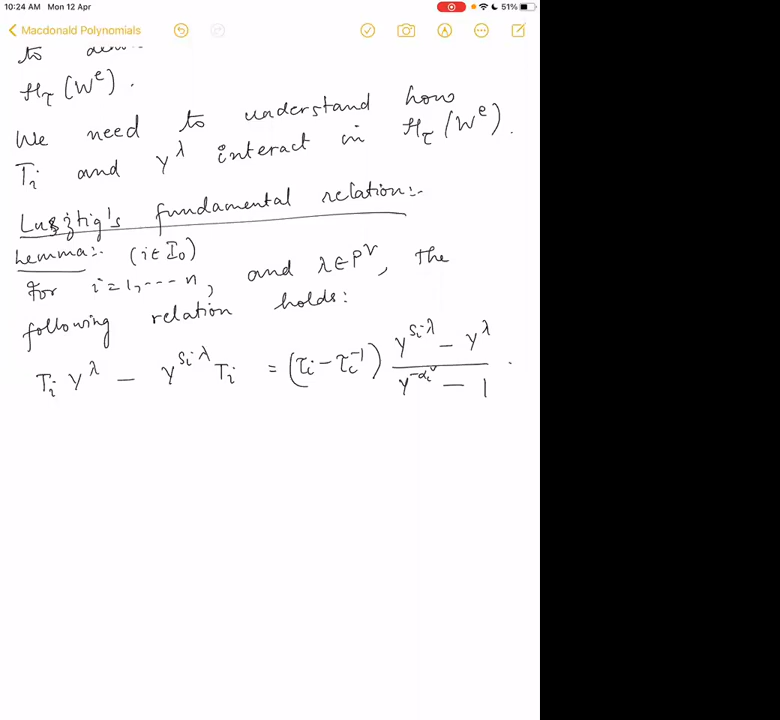 10:24 AM Mon 12 Apr
51%
Macdonald Polynomials
to
H_τ (W^e).
We need to understand how
T_i and Y^λ interact in H_τ (W^e).
Lusztig's fundamental relation:-
Lemma:- (i ∈ I_0)
For i = 1, ---- n, and λ ∈ P^∨, the
following relation holds:
T_i Y^λ - Y^{s_i·λ} T_i = (τ_i - τ_i^{-1}) \frac{Y^{s_i·λ} - Y^λ}{Y^{-α_i^∨} - 1} .